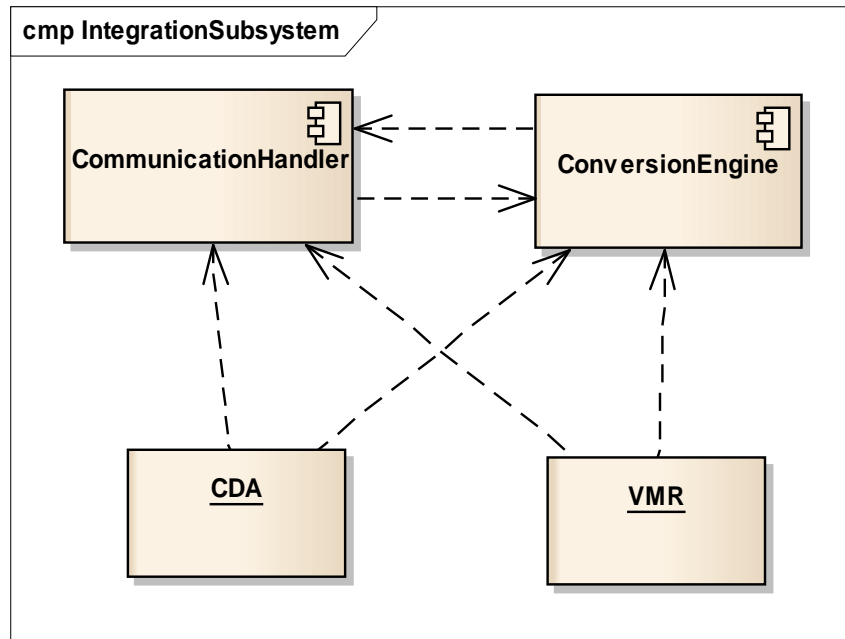 cmp IntegrationSubsystem
CommunicationHandler
ConversionEngine
CDA
VMR